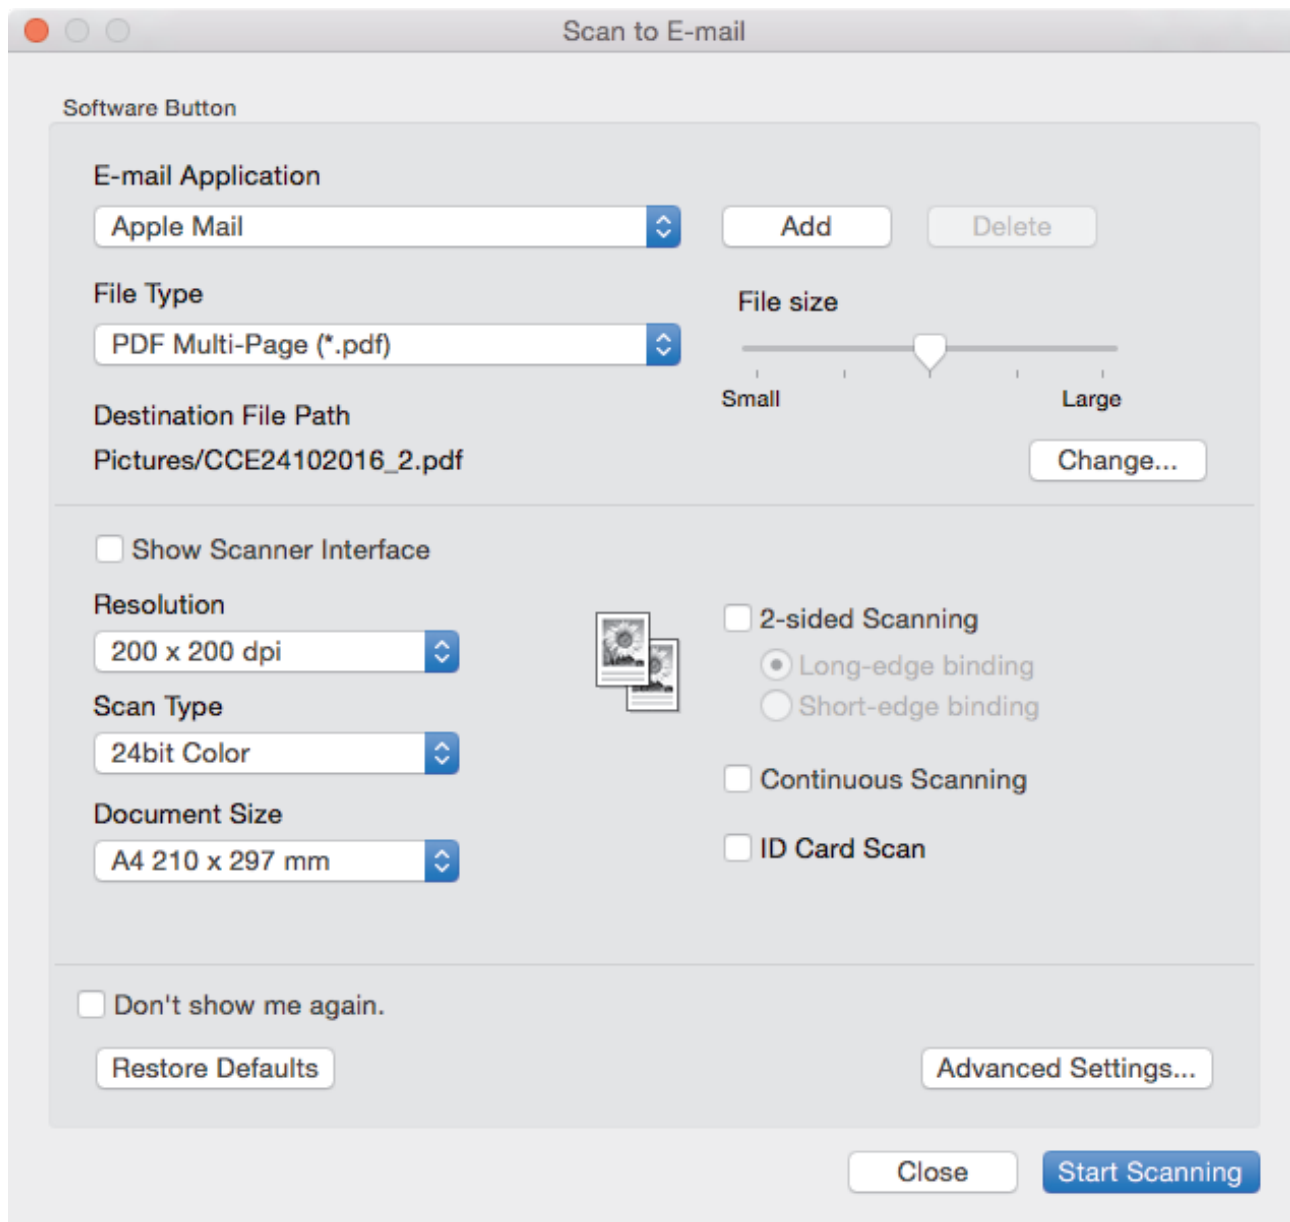 Scan to E-mail
Software Button
E-mail Application
Apple Mail
Add
Delete
File Type
File size
PDF Multi-Page (*.pdf)
Small
Large
Destination File Path
Pictures/CCE24102016_2.pdf
Change...
Show Scanner Interface
Resolution
200 x 200 dpi
2-sided Scanning
Long-edge binding
Short-edge binding
Scan Type
24bit Color
Continuous Scanning
Document Size
A4 210 x 297 mm
ID Card Scan
Don't show me again.
Restore Defaults
Advanced Settings...
Close
Start Scanning